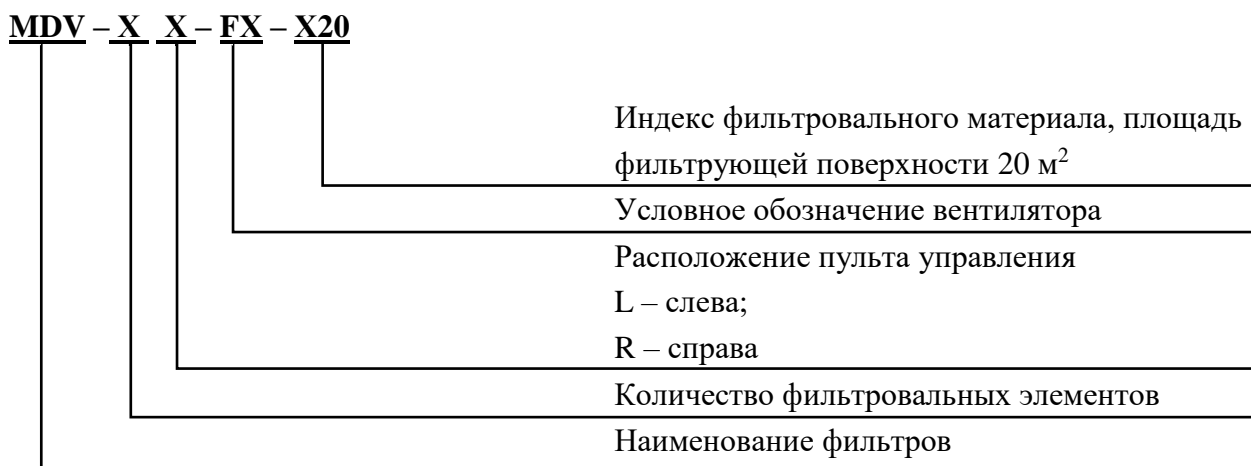 MDV – X X – FX – X20
Индекс фильтровального материала, площадь
фильтрующей поверхности 20 м²
Условное обозначение вентилятора
Расположение пульта управления
L – слева;
R – справа
Количество фильтровальных элементов
Наименование фильтров